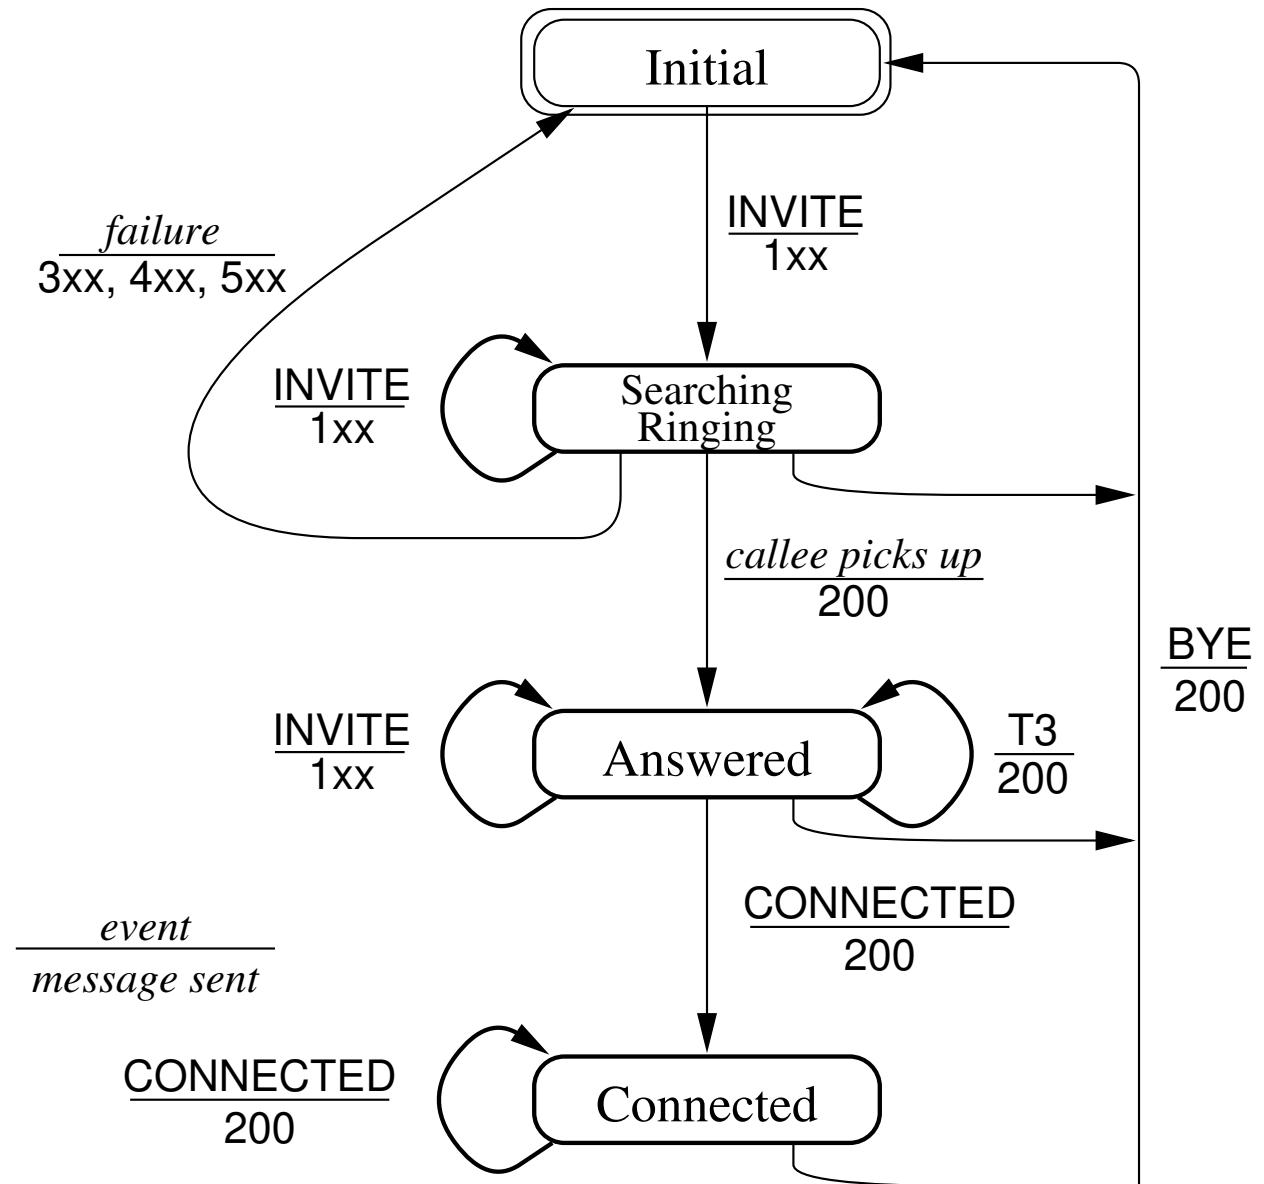 Initial
INVITE
1xx
failure
3xx, 4xx, 5xx
INVITE
1xx
Searching
Ringing
callee picks up
200
BYE
200
INVITE
1xx
Answered
T3
200
CONNECTED
200
event
message sent
CONNECTED
200
Connected